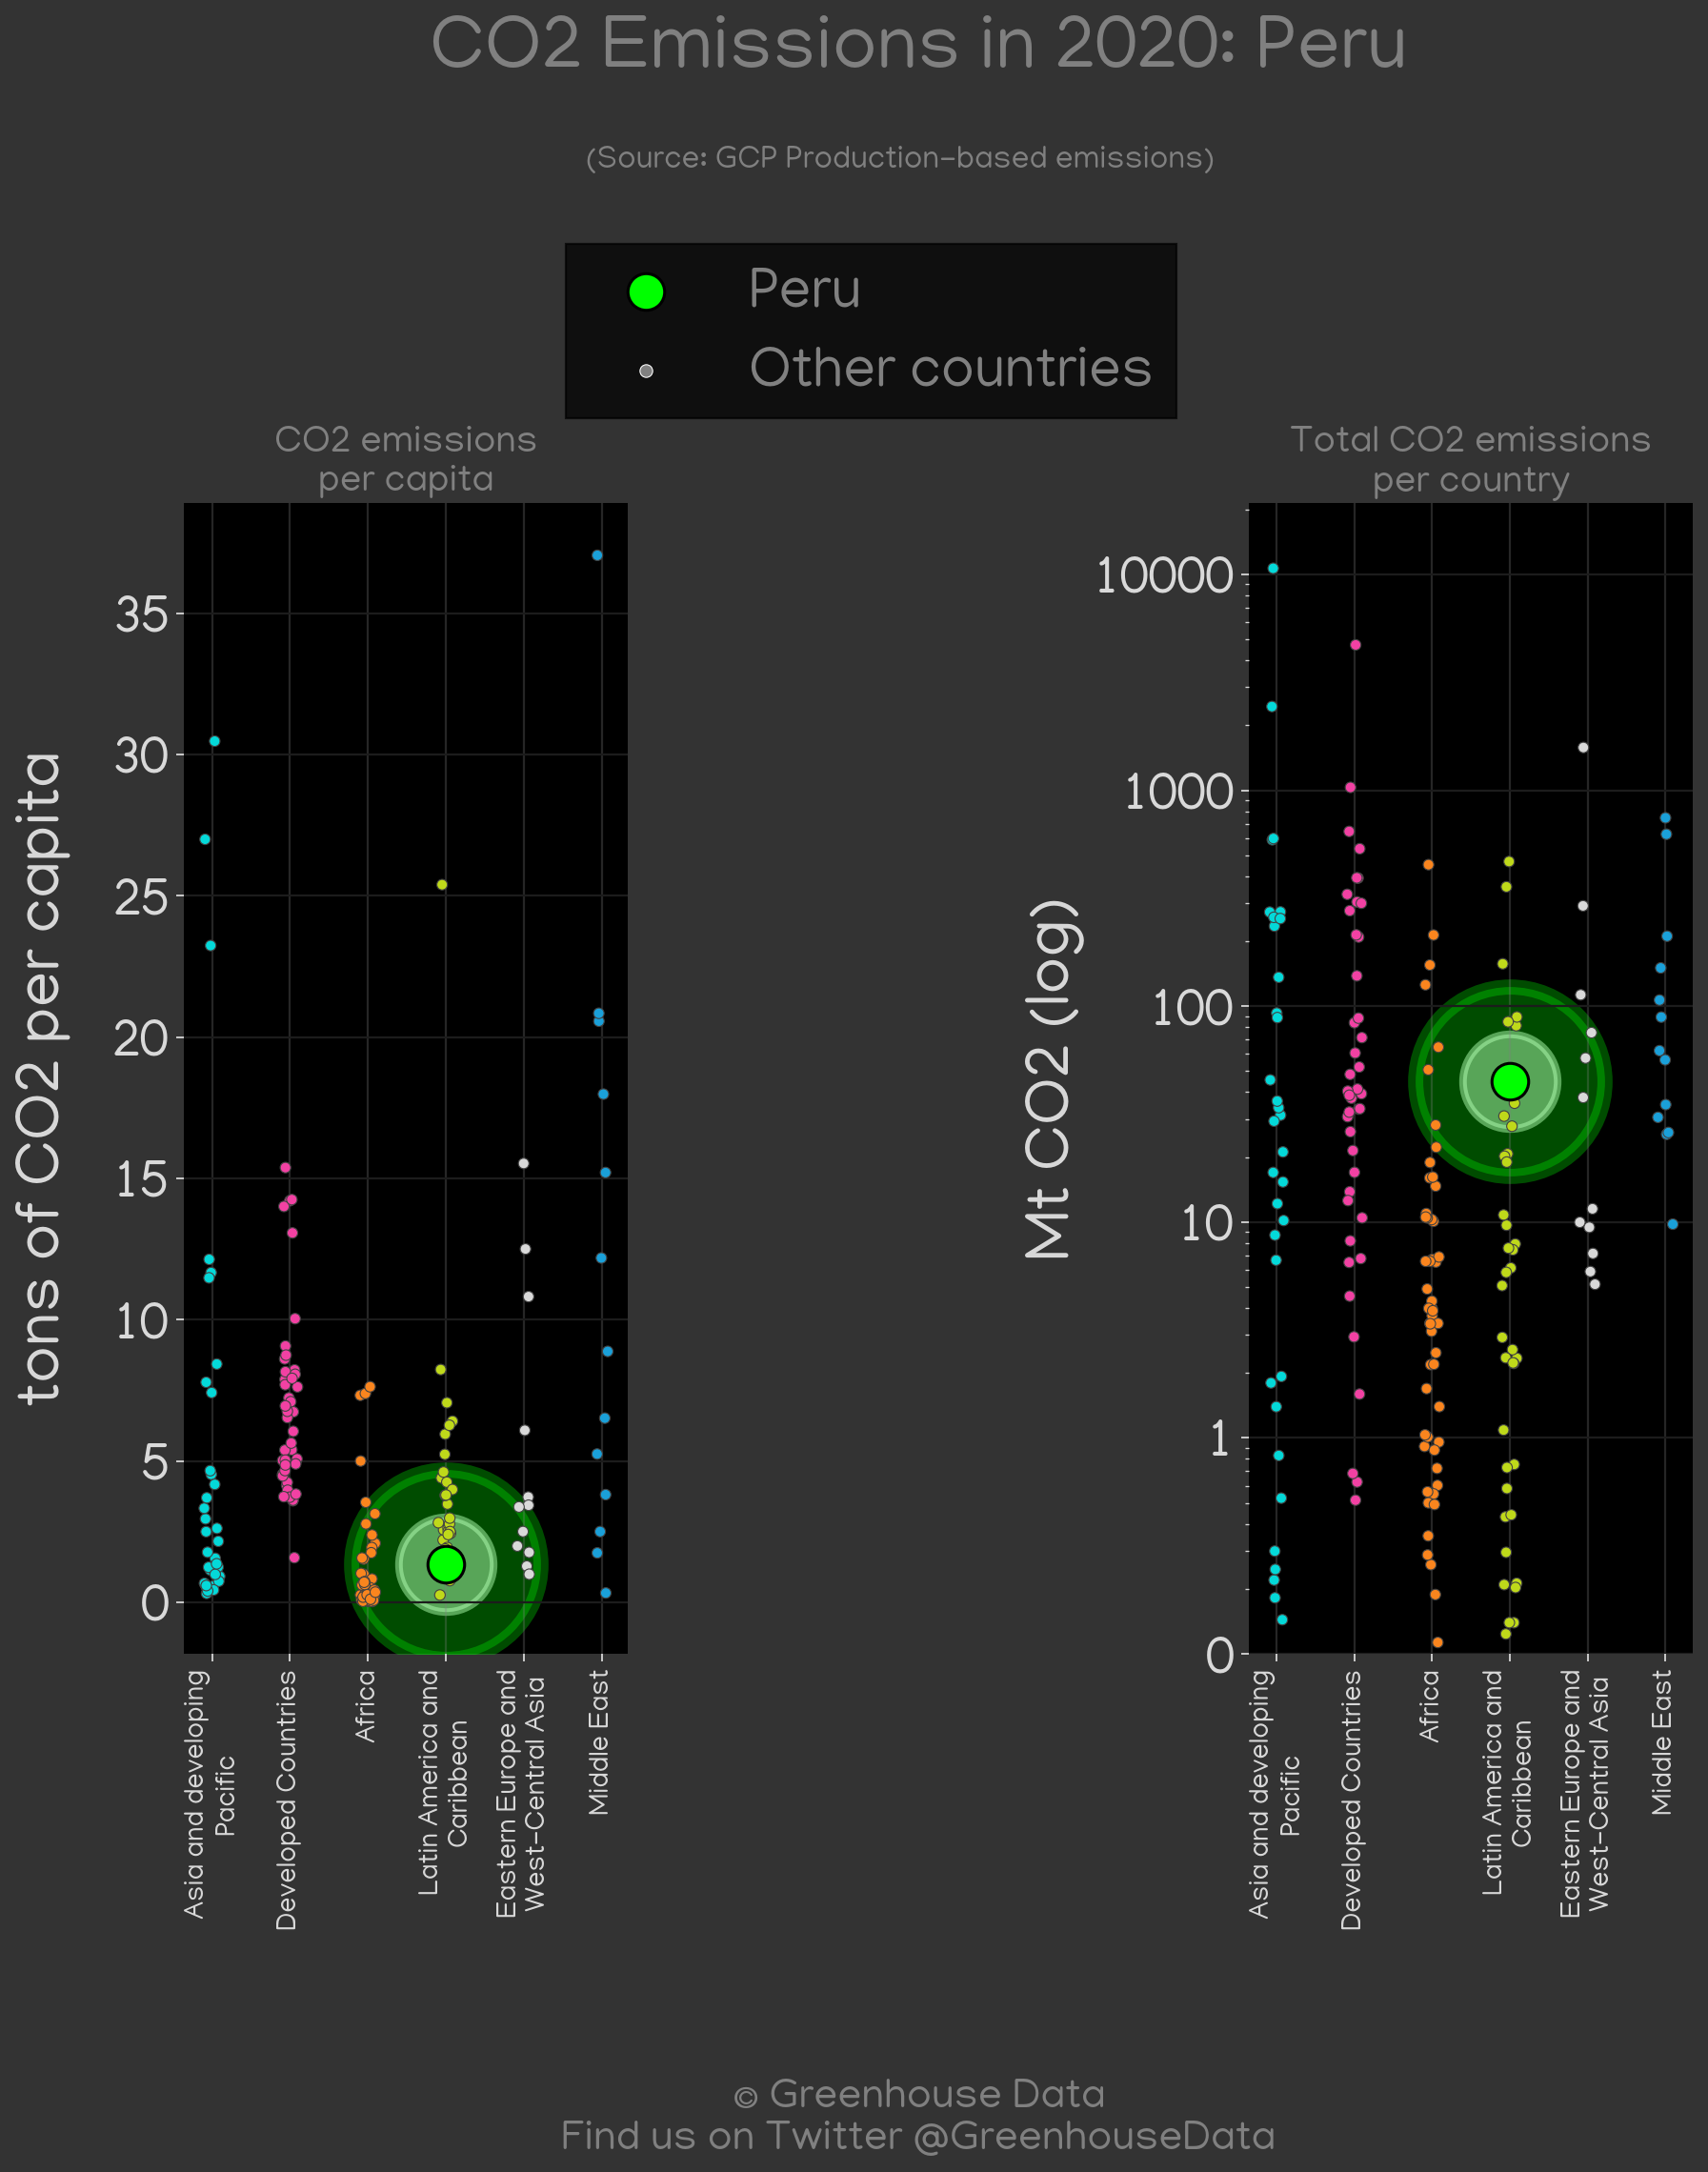 CO2 Emissions in 2020: Peru
(Source: GCP Production-based emissions)
Peru
Other countries
CO2 emissions
per capita
tons of CO2 per capita
35
30
25
20
15
10
5
0
Asia and developing
Pacific
Developed Countries
Africa
Latin America and
Caribbean
Eastern Europe and
West-Central Asia
Middle East
Total CO2 emissions
per country
Mt CO2 (log)
10000
1000
100
10
1
0
Asia and developing
Pacific
Developed Countries
Africa
Latin America and
Caribbean
Eastern Europe and
West-Central Asia
Middle East
© Greenhouse Data
Find us on Twitter @GreenhouseData